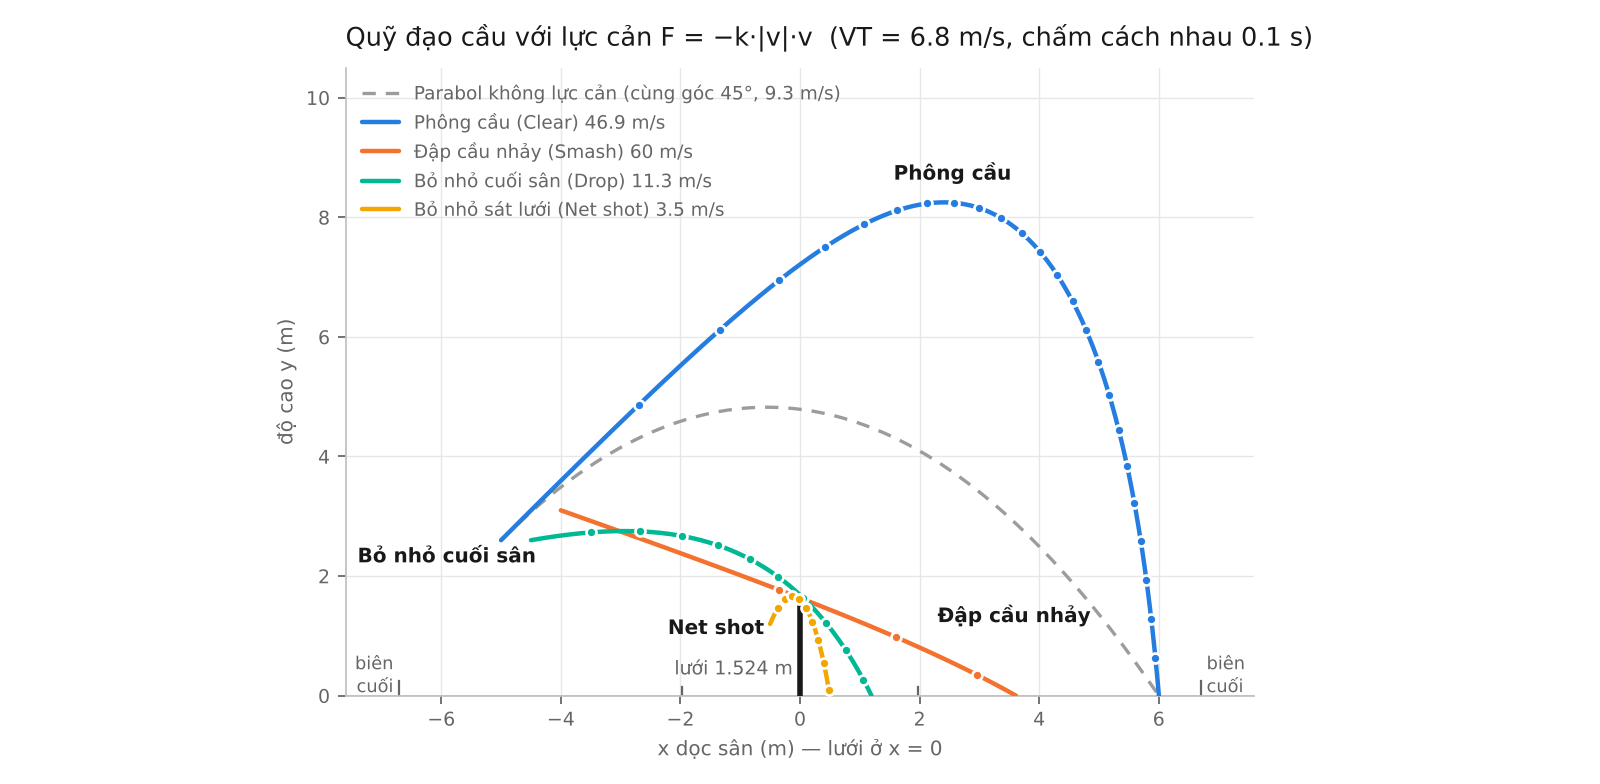 Quỹ đạo cầu với lực cản F = −k·|v|·v  (VT = 6.8 m/s, chấm cách nhau 0.1 s)
Parabol không lực cản (cùng góc 45°, 9.3 m/s)
Phông cầu (Clear) 46.9 m/s
Đập cầu nhảy (Smash) 60 m/s
Bỏ nhỏ cuối sân (Drop) 11.3 m/s
Bỏ nhỏ sát lưới (Net shot) 3.5 m/s
Phông cầu
Bỏ nhỏ cuối sân
Đập cầu nhảy
Net shot
lưới 1.524 m
biên
cuối
biên
cuối
độ cao y (m)
10
8
6
4
2
0
−6 −4 −2 0 2 4 6
x dọc sân (m) — lưới ở x = 0